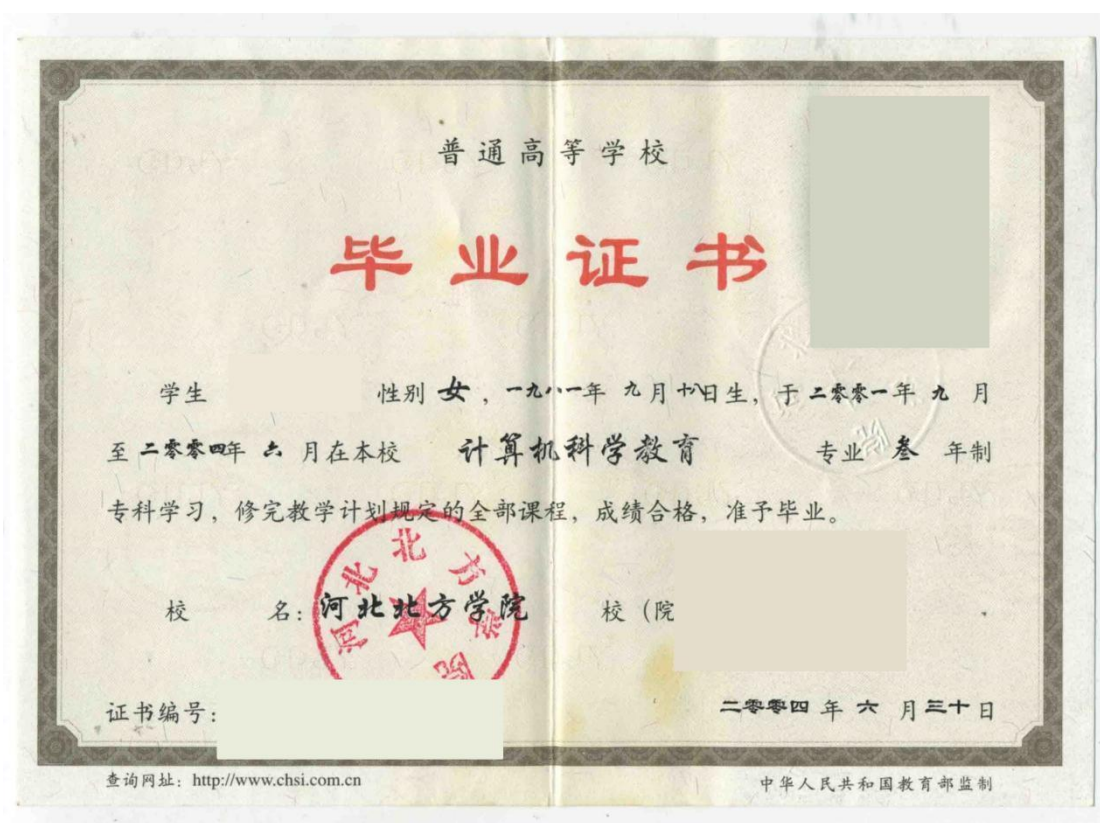 普通高等学校
毕业证书
学生 性别 女，一九八一年 九月十八日生，于 二零零一年 九 月
至 二零零四年 六 月在本校 计算机科学教育 专业 叁 年制
专科学习，修完教学计划规定的全部课程，成绩合格，准予毕业。
河北北方学院
校 名：河北北方学院 校（院
证书编号：
二零零四 年 六 月三十日
查询网址：http://www.chsi.com.cn 中华人民共和国教育部监制